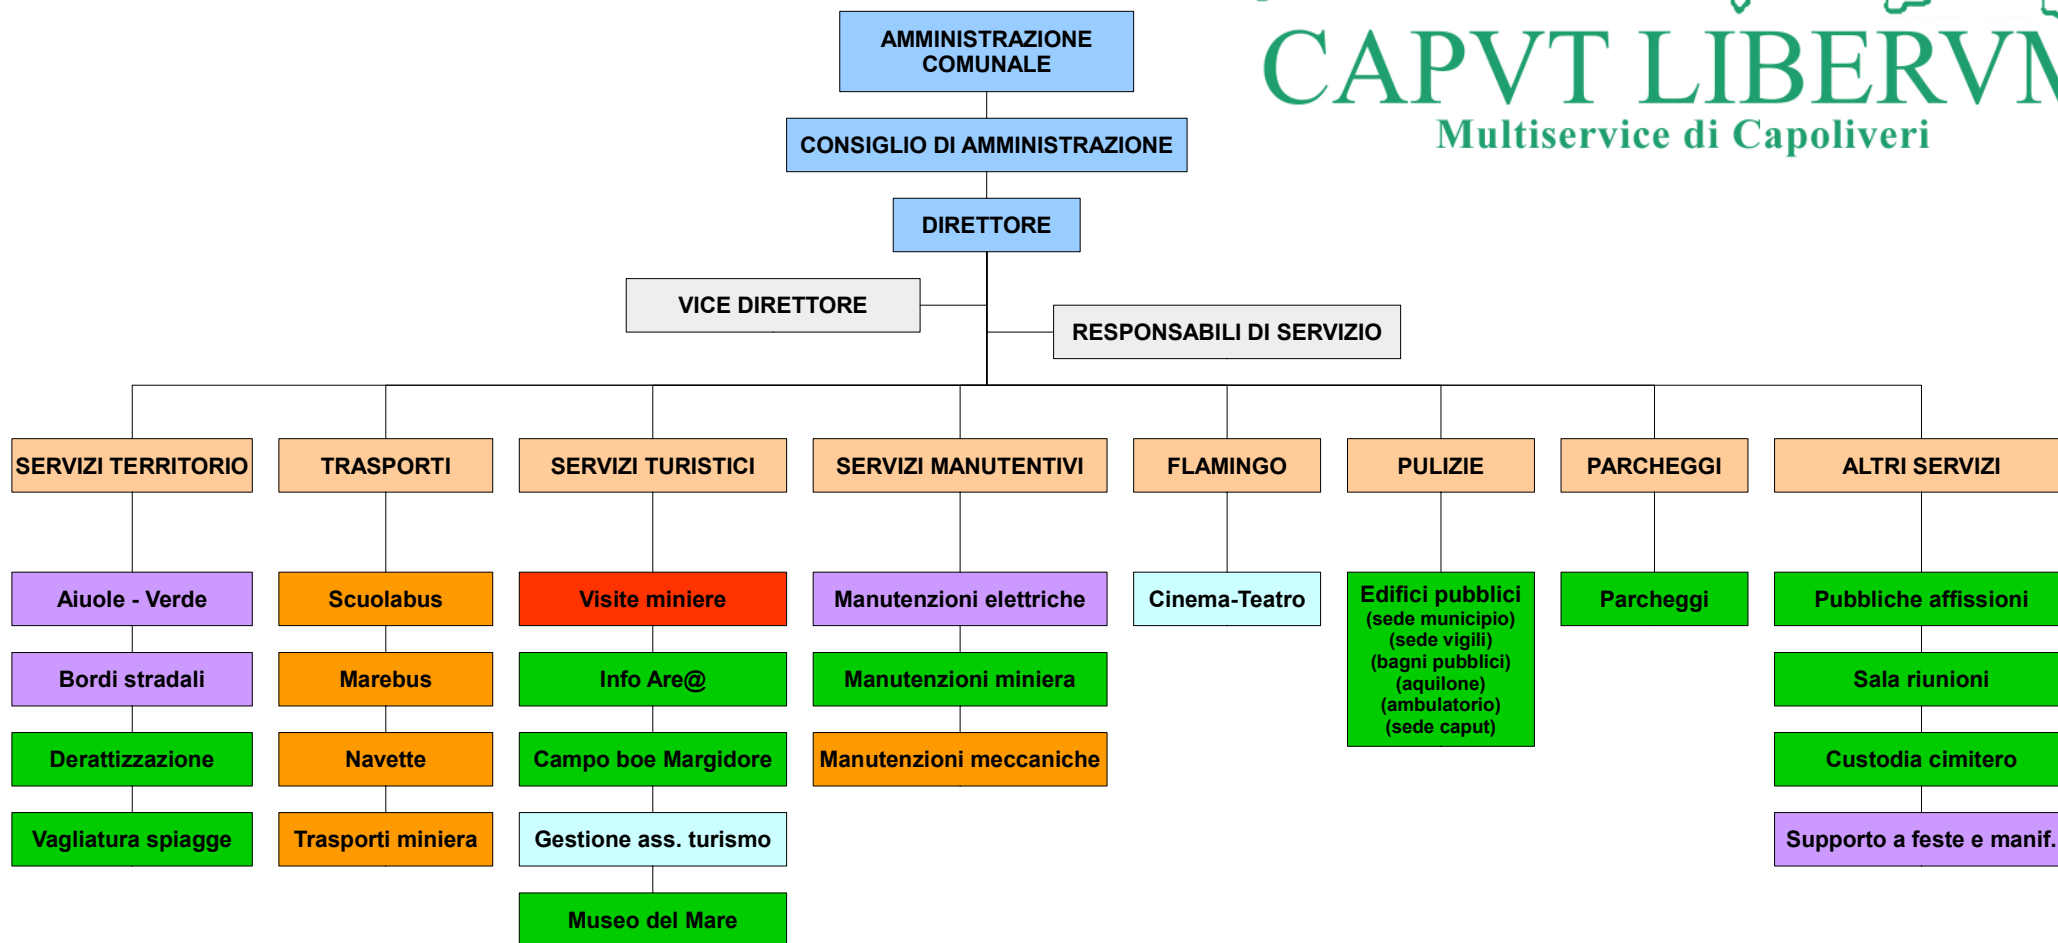 AMMINISTRAZIONE
COMUNALE
CAPVT LIBERVM
Multiservice di Capoliveri
CONSIGLIO DI AMMINISTRAZIONE
DIRETTORE
VICE DIRETTORE
RESPONSABILI DI SERVIZIO
SERVIZI TERRITORIO
TRASPORTI
SERVIZI TURISTICI
SERVIZI MANUTENTIVI
FLAMINGO
PULIZIE
PARCHEGGI
ALTRI SERVIZI
Aiuole - Verde
Bordi stradali
Derattizzazione
Vagliatura spiagge
Scuolabus
Marebus
Navette
Trasporti miniera
Visite miniere
Info Are@
Campo boe Margidore
Gestione ass. turismo
Museo del Mare
Manutenzioni elettriche
Manutenzioni miniera
Manutenzioni meccaniche
Cinema-Teatro
Edifici pubblici
(sede municipio)
(sede vigili)
(bagni pubblici)
(aquilone)
(ambulatorio)
(sede caput)
Parcheggi
Pubbliche affissioni
Sala riunioni
Custodia cimitero
Supporto a feste e manif.